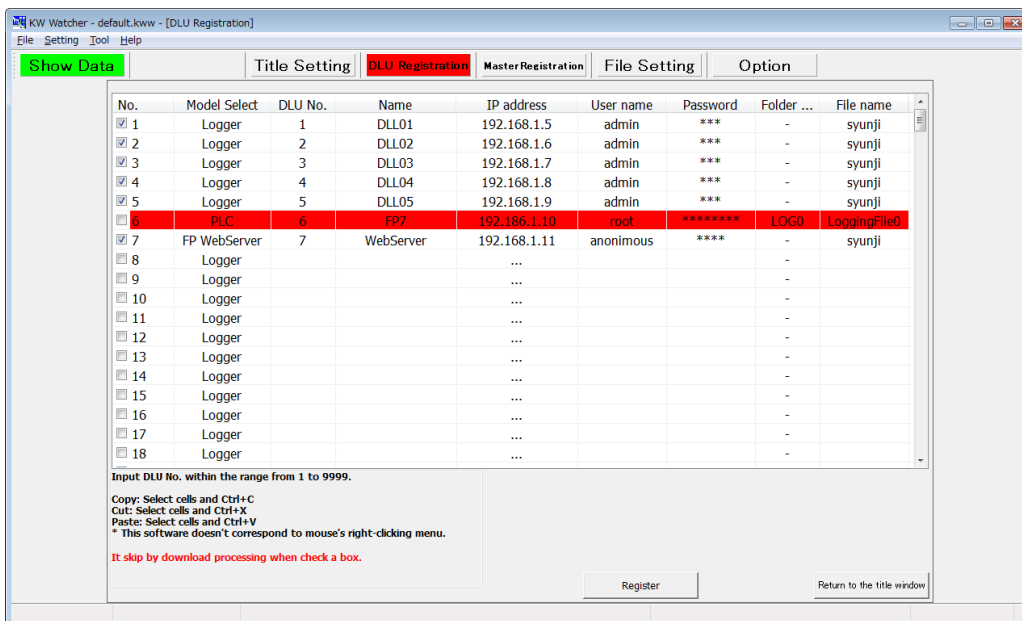 KW Watcher - default.kww - [DLU Registration]
File Setting Tool Help
Show Data Title Setting DLU Registration Master Registration File Setting Option
No. Model Select DLU No. Name IP address User name Password Folder ... File name
1 Logger 1 DLL01 192.168.1.5 admin *** - syunji
2 Logger 2 DLL02 192.168.1.6 admin *** - syunji
3 Logger 3 DLL03 192.168.1.7 admin *** - syunji
4 Logger 4 DLL04 192.168.1.8 admin *** - syunji
5 Logger 5 DLL05 192.168.1.9 admin *** - syunji
6 PLC 6 FP7 192.186.1.10 root ******** LOG0 LoggingFile0
7 FP WebServer 7 WebServer 192.168.1.11 anonimous **** - syunji
8 Logger ... -
9 Logger ... -
10 Logger ... -
11 Logger ... -
12 Logger ... -
13 Logger ... -
14 Logger ... -
15 Logger ... -
16 Logger ... -
17 Logger ... -
18 Logger ... -
Input DLU No. within the range from 1 to 9999.
Copy: Select cells and Ctrl+C
Cut: Select cells and Ctrl+X
Paste: Select cells and Ctrl+V
* This software doesn't correspond to mouse's right-clicking menu.
It skip by download processing when check a box.
Register Return to the title window